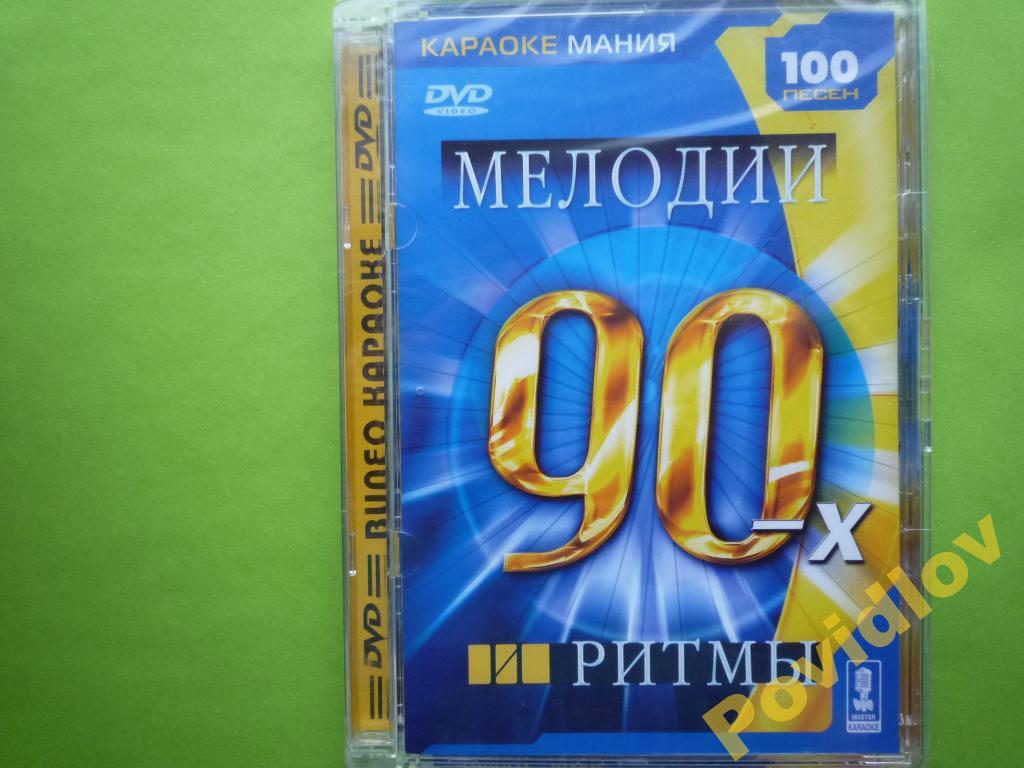 КАРАОКЕ МАНИЯ
100
ПЕСЕН
DVD
VIDEO
МЕЛОДИИ
90-х
И РИТМЫ
MASTER
KARAOKE
DVD ВИДЕО КАРАОКЕ DVD
Povidlov